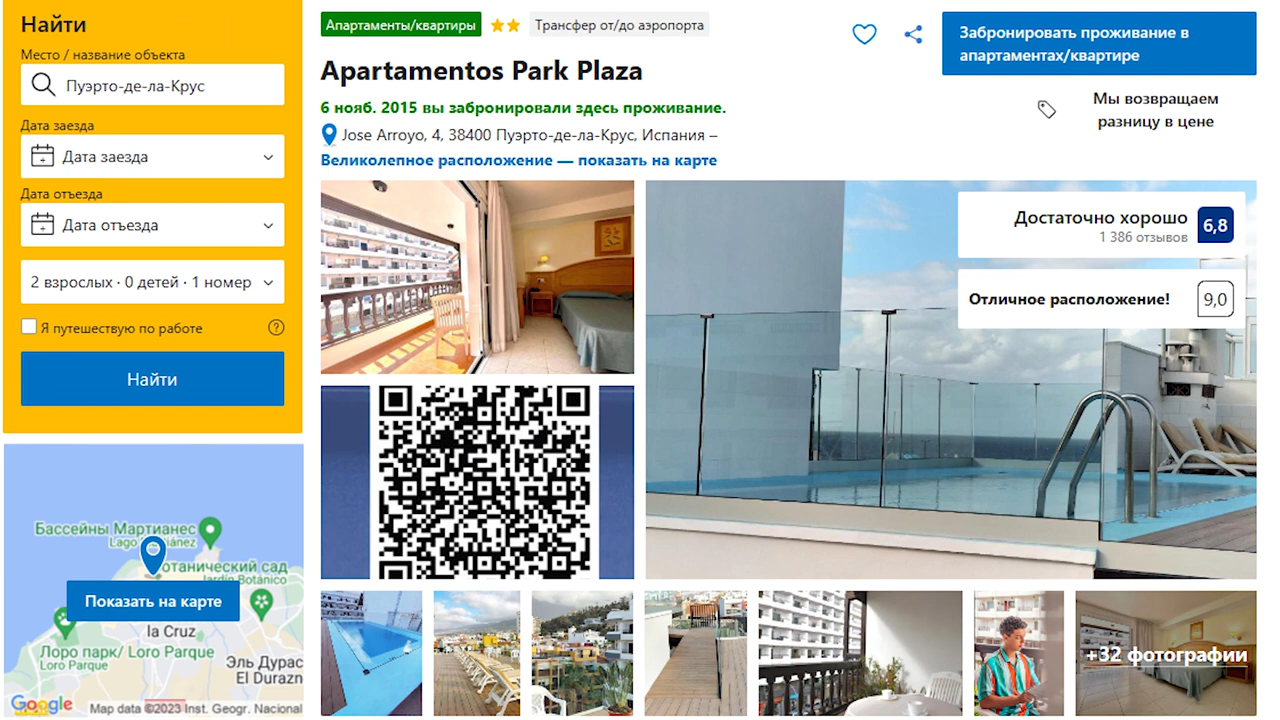 Найти
Место / название объекта
Пуэрто-де-ла-Крус
Дата заезда
Дата заезда
Дата отъезда
Дата отъезда
2 взрослых · 0 детей · 1 номер
Я путешествую по работе
?
Найти
Бассейны Мартианес
Lago
iánez
отанический сад
Jardín Botánico
Показать на карте
la Cruz
Лоро парк/ Loro Parque
Loro Parque
Эль Дурас
El Durazn
Google
Map data ©2023 Inst. Geogr. Nacional
Апартаменты/квартиры
Трансфер от/до аэропорта
Забронировать проживание в
апартаментах/квартире
Apartamentos Park Plaza
6 нояб. 2015 вы забронировали здесь проживание.
Jose Arroyo, 4, 38400 Пуэрто-де-ла-Крус, Испания –
Великолепное расположение — показать на карте
Мы возвращаем
разницу в цене
Достаточно хорошо
6,8
1 386 отзывов
Отличное расположение!
9,0
+32 фотографии